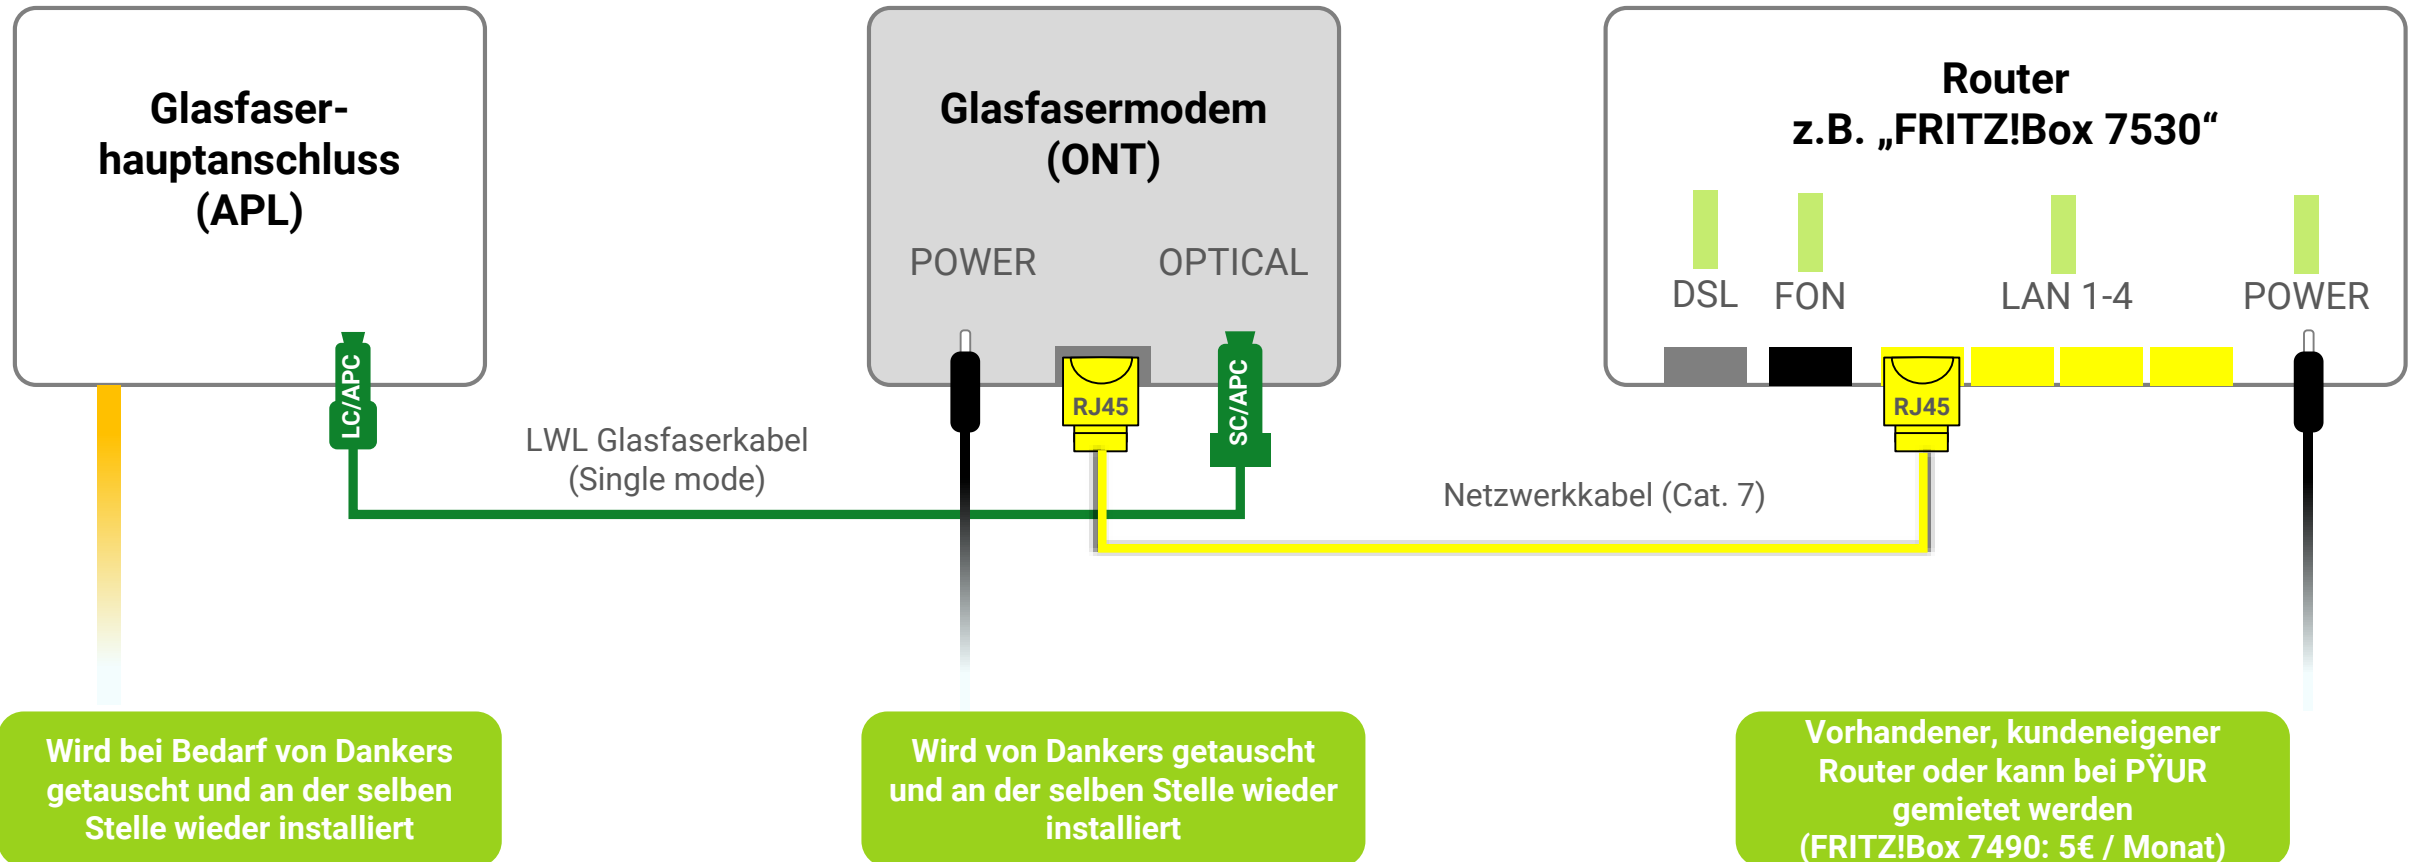 Glasfaser-
hauptanschluss
(APL)
LC/APC
LWL Glasfaserkabel
(Single mode)
Glasfasermodem
(ONT)
POWER
OPTICAL
RJ45
SC/APC
Netzwerkkabel (Cat. 7)
Router
z.B. „FRITZ!Box 7530“
DSL
FON
LAN 1-4
POWER
RJ45
Wird bei Bedarf von Dankers
getauscht und an der selben
Stelle wieder installiert
Wird von Dankers getauscht
und an der selben Stelle wieder
installiert
Vorhandener, kundeneigener
Router oder kann bei PŸUR
gemietet werden
(FRITZ!Box 7490: 5€ / Monat)